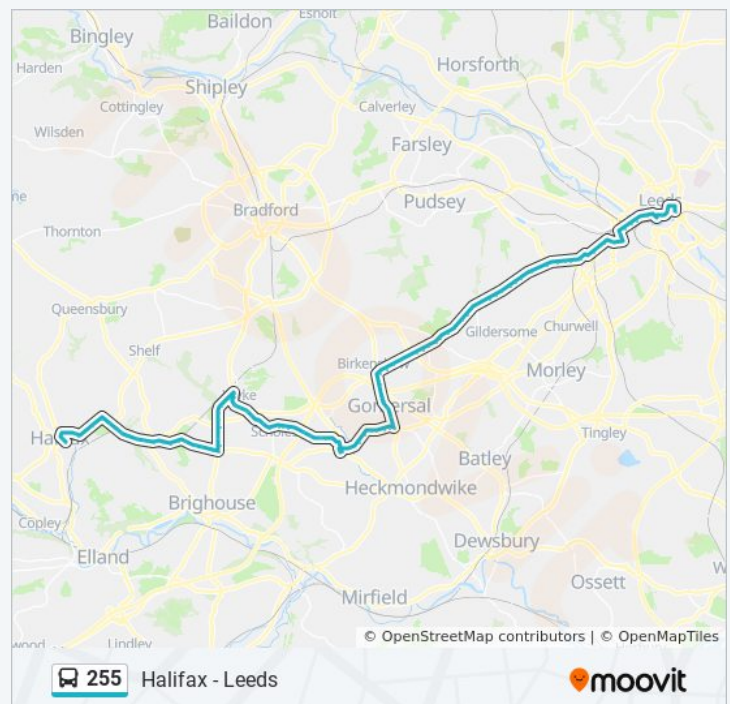 Baildon
Esholt
Bingley
Harden
Horsforth
Shipley
Cottingley
Calverley
Wilsden
Farsley
Leeds
Pudsey
Bradford
Thornton
Queensbury
Gildersome
Churwell
Shelf
Morley
Gomersal
Halifax
Tingley
Batley
Heckmondwike
Brighouse
Copley
Dewsbury
Elland
Ossett
Mirfield
Lindley
© OpenStreetMap contributors | © OpenMapTiles
255 Halifax - Leeds
moovit